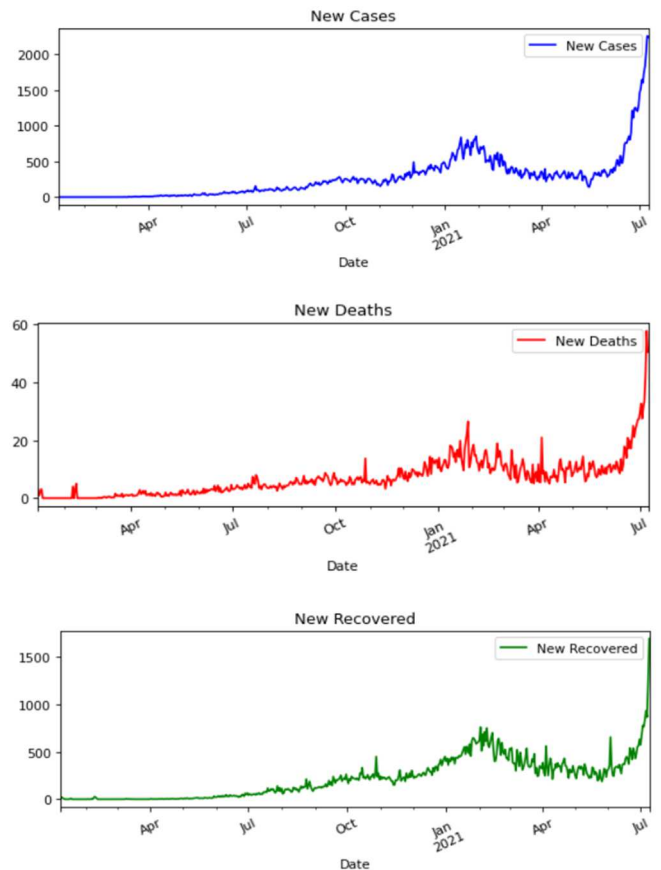 New Cases
New Cases
2000
1500
1000
500
0
Apr
Jul
Oct
Jan
2021
Apr
Jul
Date
New Deaths
New Deaths
60
40
20
0
Apr
Jul
Oct
Jan
2021
Apr
Jul
Date
New Recovered
New Recovered
1500
1000
500
0
Apr
Jul
Oct
Jan
2021
Apr
Jul
Date